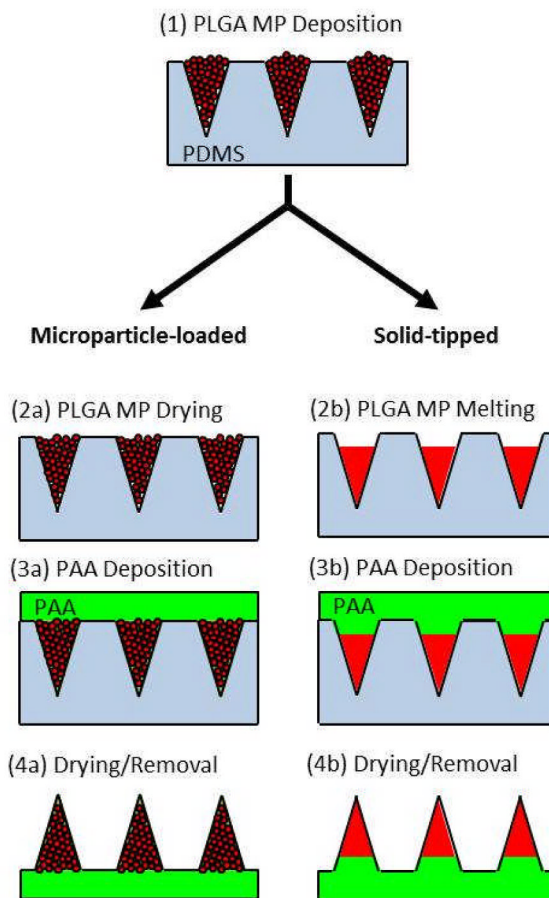 (1) PLGA MP Deposition
PDMS
Microparticle-loaded
Solid-tipped
(2a) PLGA MP Drying
(2b) PLGA MP Melting
(3a) PAA Deposition
(3b) PAA Deposition
PAA
PAA
(4a) Drying/Removal
(4b) Drying/Removal